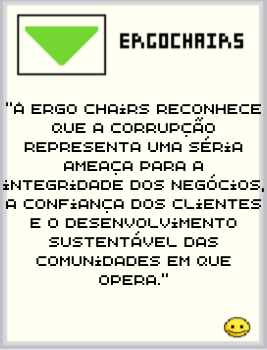 ERGOCHAIRS
"A ERGO CHAIRS RECONHECE
QUE A CORRUPÇÃO
REPRESENTA UMA SÉRIA
AMEAÇA PARA A
INTEGRIDADE DOS NEGÓCIOS,
A CONFIANÇA DOS CLIENTES
E O DESENVOLVIMENTO
SUSTENTÁVEL DAS
COMUNIDADES EM QUE
OPERA."